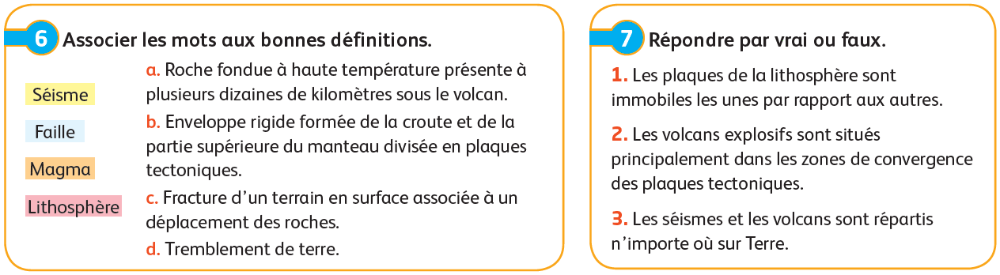 6 Associer les mots aux bonnes définitions.
Séisme
Faille
Magma
Lithosphère
a. Roche fondue à haute température présente à
plusieurs dizaines de kilomètres sous le volcan.
b. Enveloppe rigide formée de la croute et de la
partie supérieure du manteau divisée en plaques
tectoniques.
c. Fracture d'un terrain en surface associée à un
déplacement des roches.
d. Tremblement de terre.
7 Répondre par vrai ou faux.
1. Les plaques de la lithosphère sont
immobiles les unes par rapport aux autres.
2. Les volcans explosifs sont situés
principalement dans les zones de convergence
des plaques tectoniques.
3. Les séismes et les volcans sont répartis
n'importe où sur Terre.